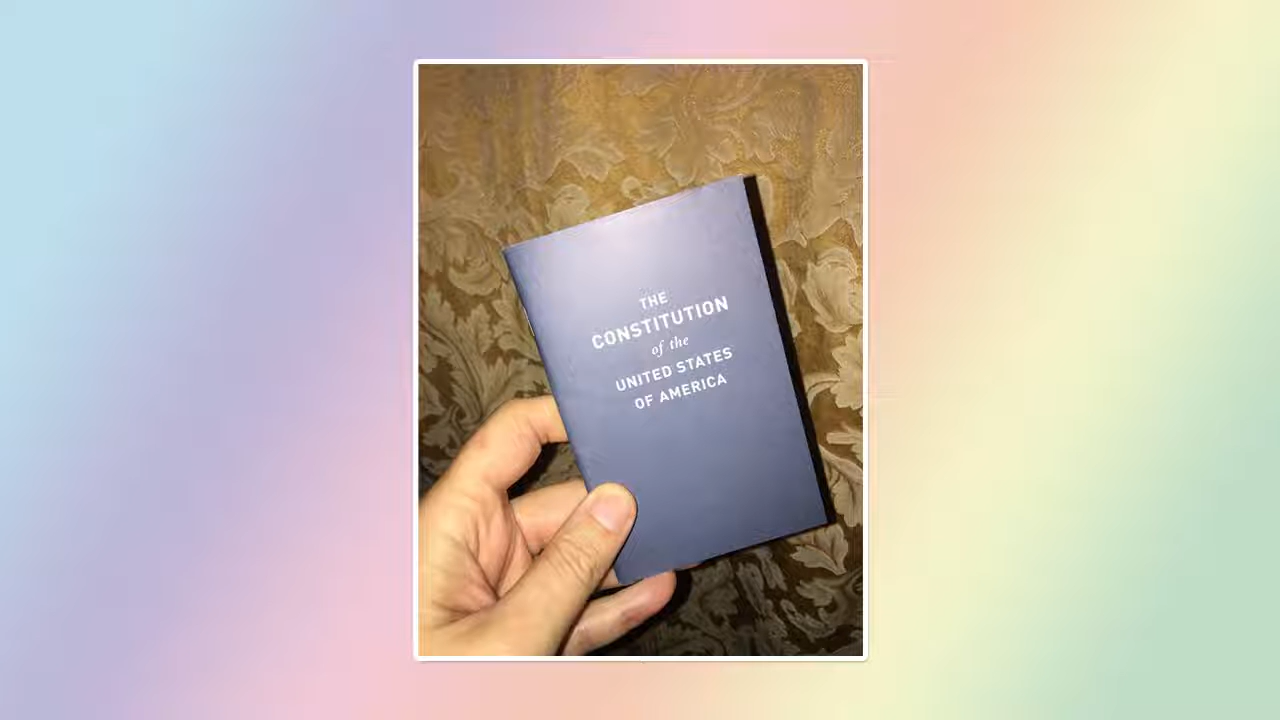 THE
CONSTITUTION
of the
UNITED STATES
OF AMERICA